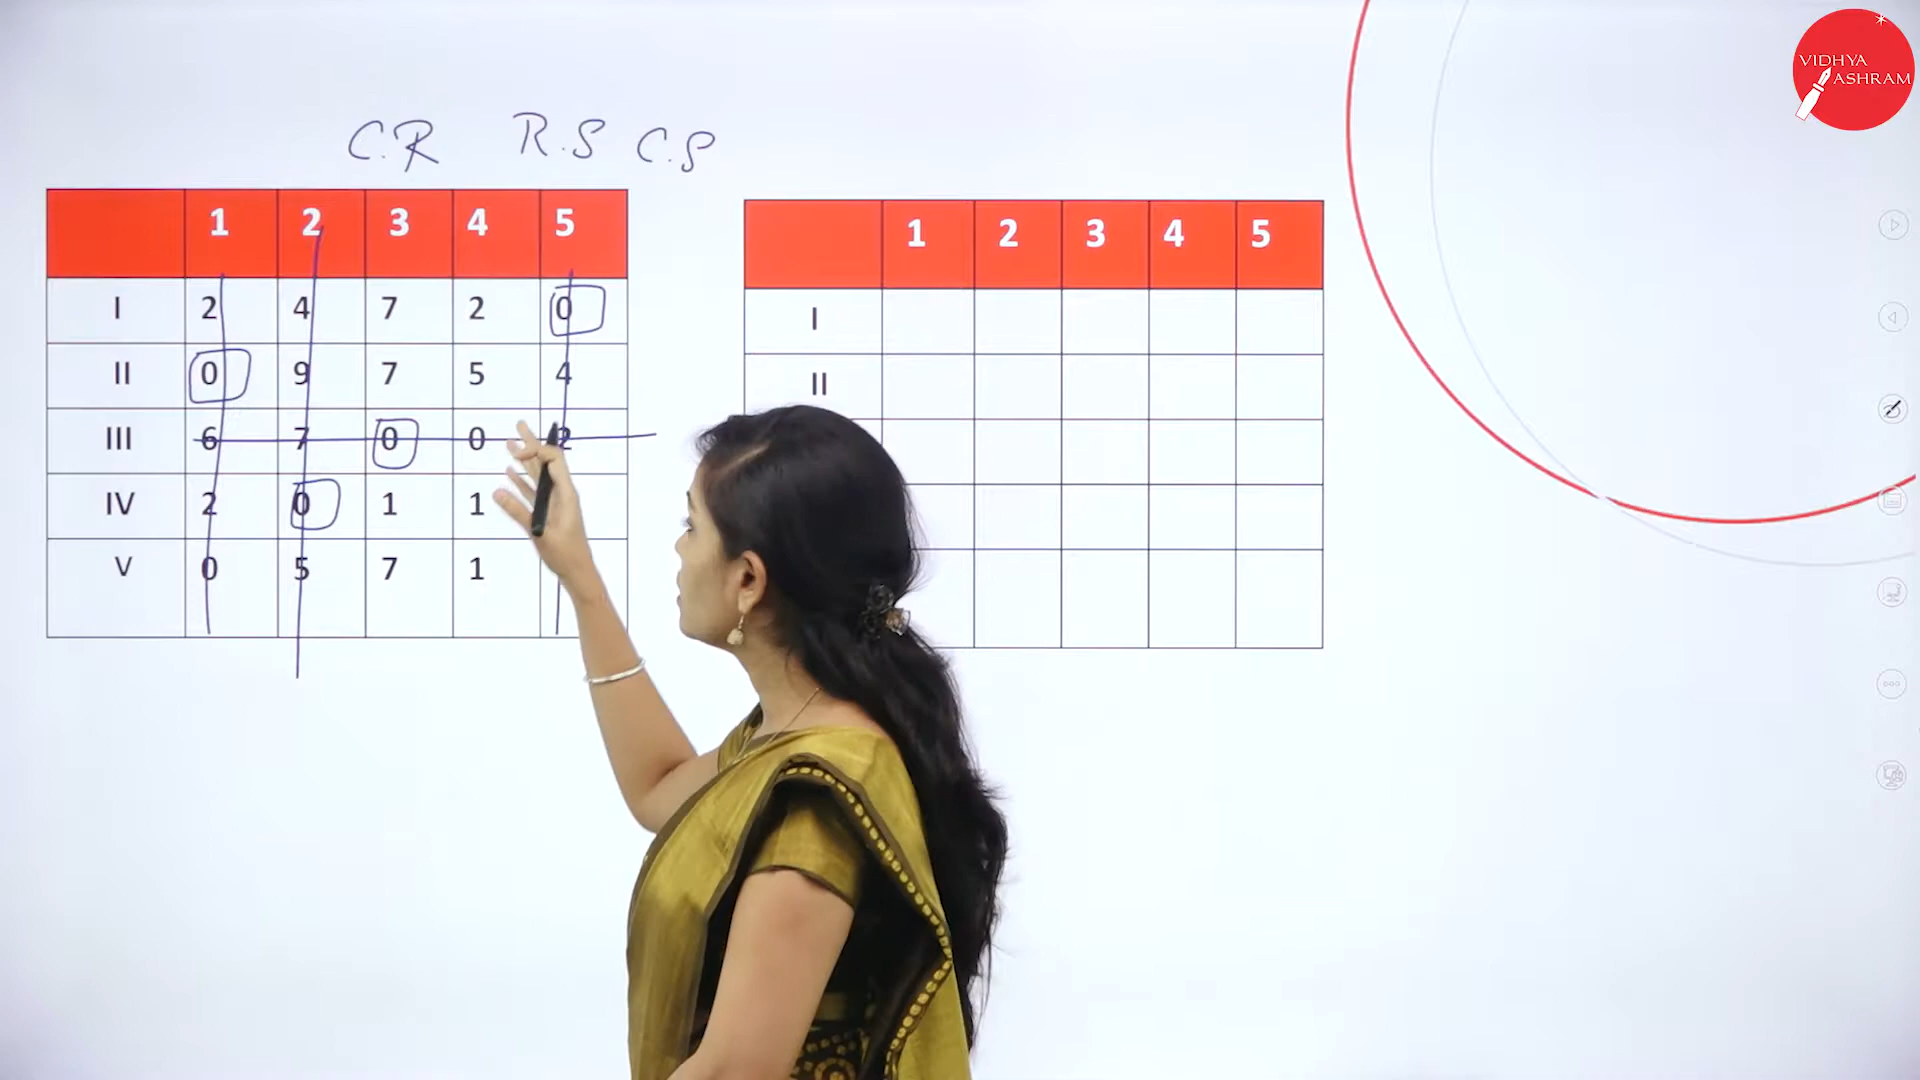 VIDHYA
ASHRAM
C.R R.S C.S
1 2 3 4 5
I 2 4 7 2 0
II 0 9 7 5 4
III 6 7 0 0 2
IV 2 0 1 1
V 0 5 7 1
1 2 3 4 5
I
II